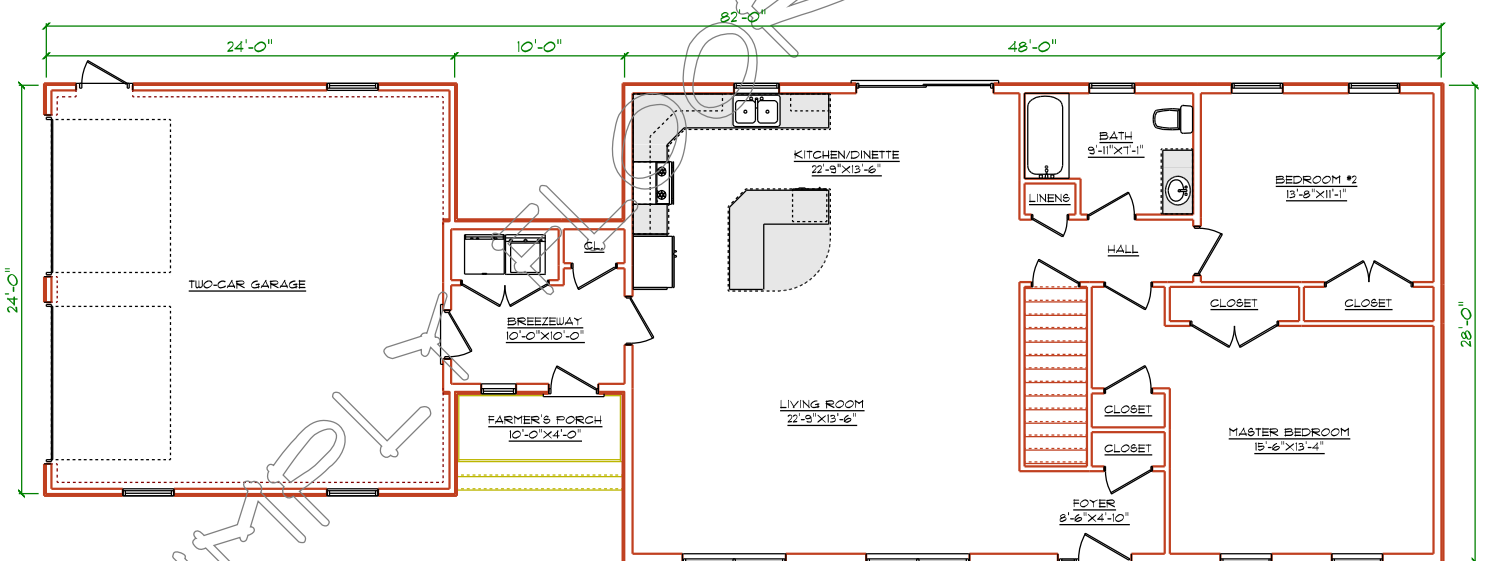 82'-0"
24'-0"
10'-0"
48'-0"
KITCHEN/DINETTE
22'-9"X13'-6"
BATH
9'-11"X7'-1"
BEDROOM #2
13'-8"X11'-1"
LINENS
HALL
CL.
TWO-CAR GARAGE
24'-0"
28'-0"
CLOSET
CLOSET
BREEZEWAY
10'-0"X10'-0"
LIVING ROOM
22'-9"X13'-6"
CLOSET
CLOSET
FARMER'S PORCH
10'-0"X4'-0"
MASTER BEDROOM
15'-6"X13'-4"
FOYER
8'-6"X4'-10"